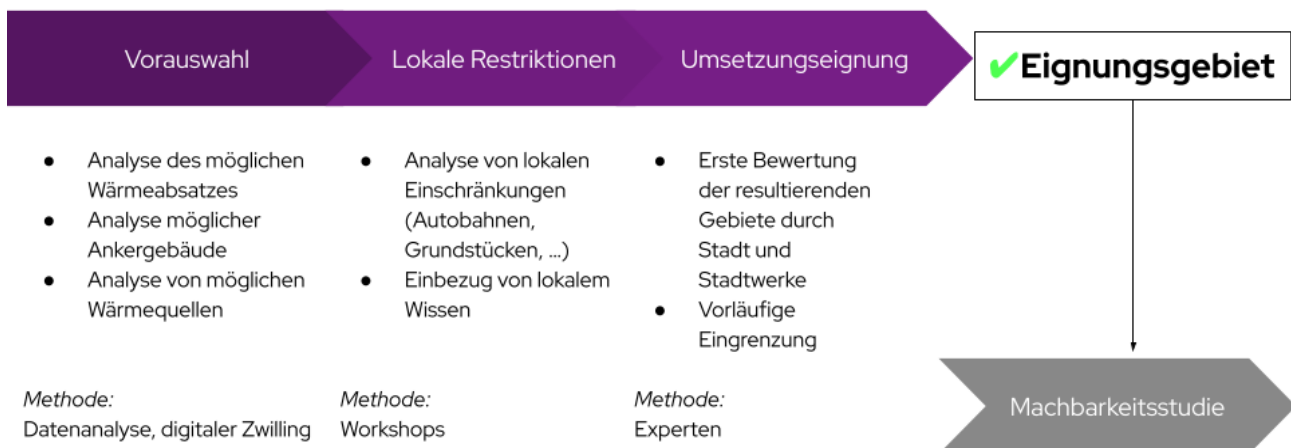 Vorauswahl
Lokale Restriktionen
Umsetzungseignung
✔Eignungsgebiet
● Analyse des möglichen
Wärmeabsatzes
● Analyse möglicher
Ankergebäude
● Analyse von möglichen
Wärmequellen
● Analyse von lokalen
Einschränkungen
(Autobahnen,
Grundstücken, ...)
● Einbezug von lokalem
Wissen
● Erste Bewertung
der resultierenden
Gebiete durch
Stadt und
Stadtwerke
● Vorläufige
Eingrenzung
Methode:
Datenanalyse, digitaler Zwilling
Methode:
Workshops
Methode:
Experten
Machbarkeitsstudie